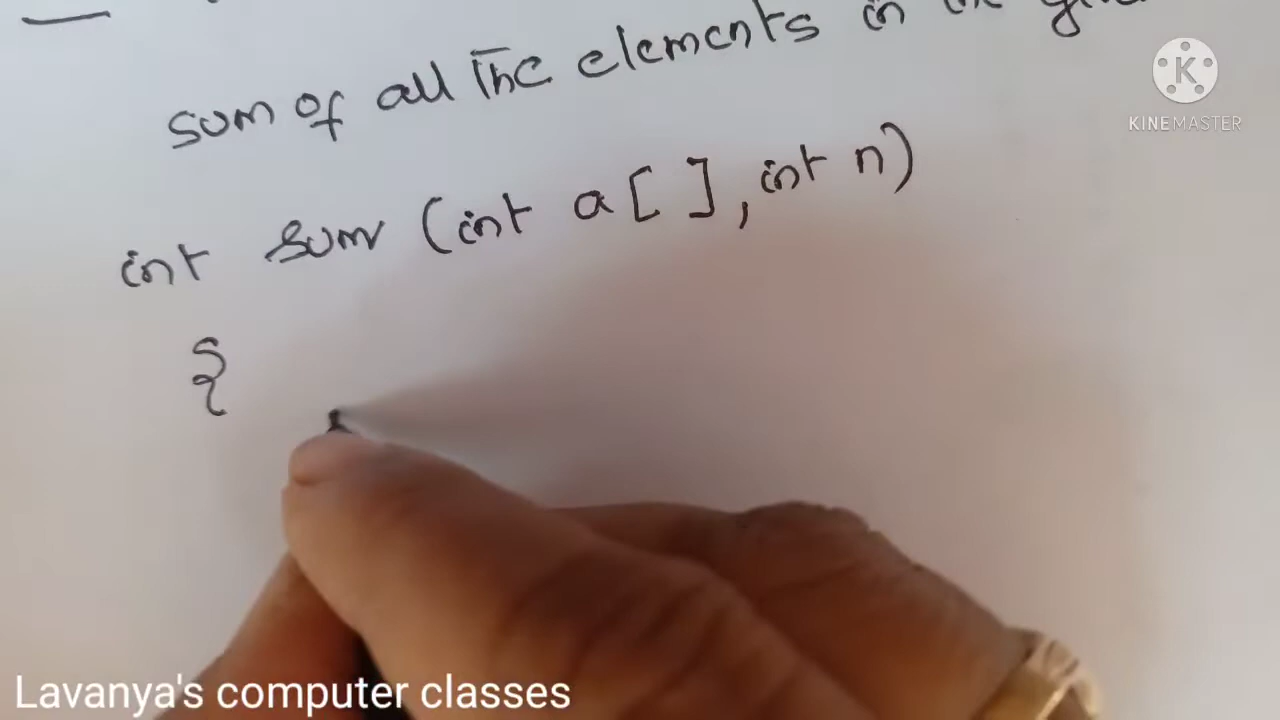 sum of all the elements in
KINEMASTER
int sum (int a[ ], int n)
{
Lavanya's computer classes